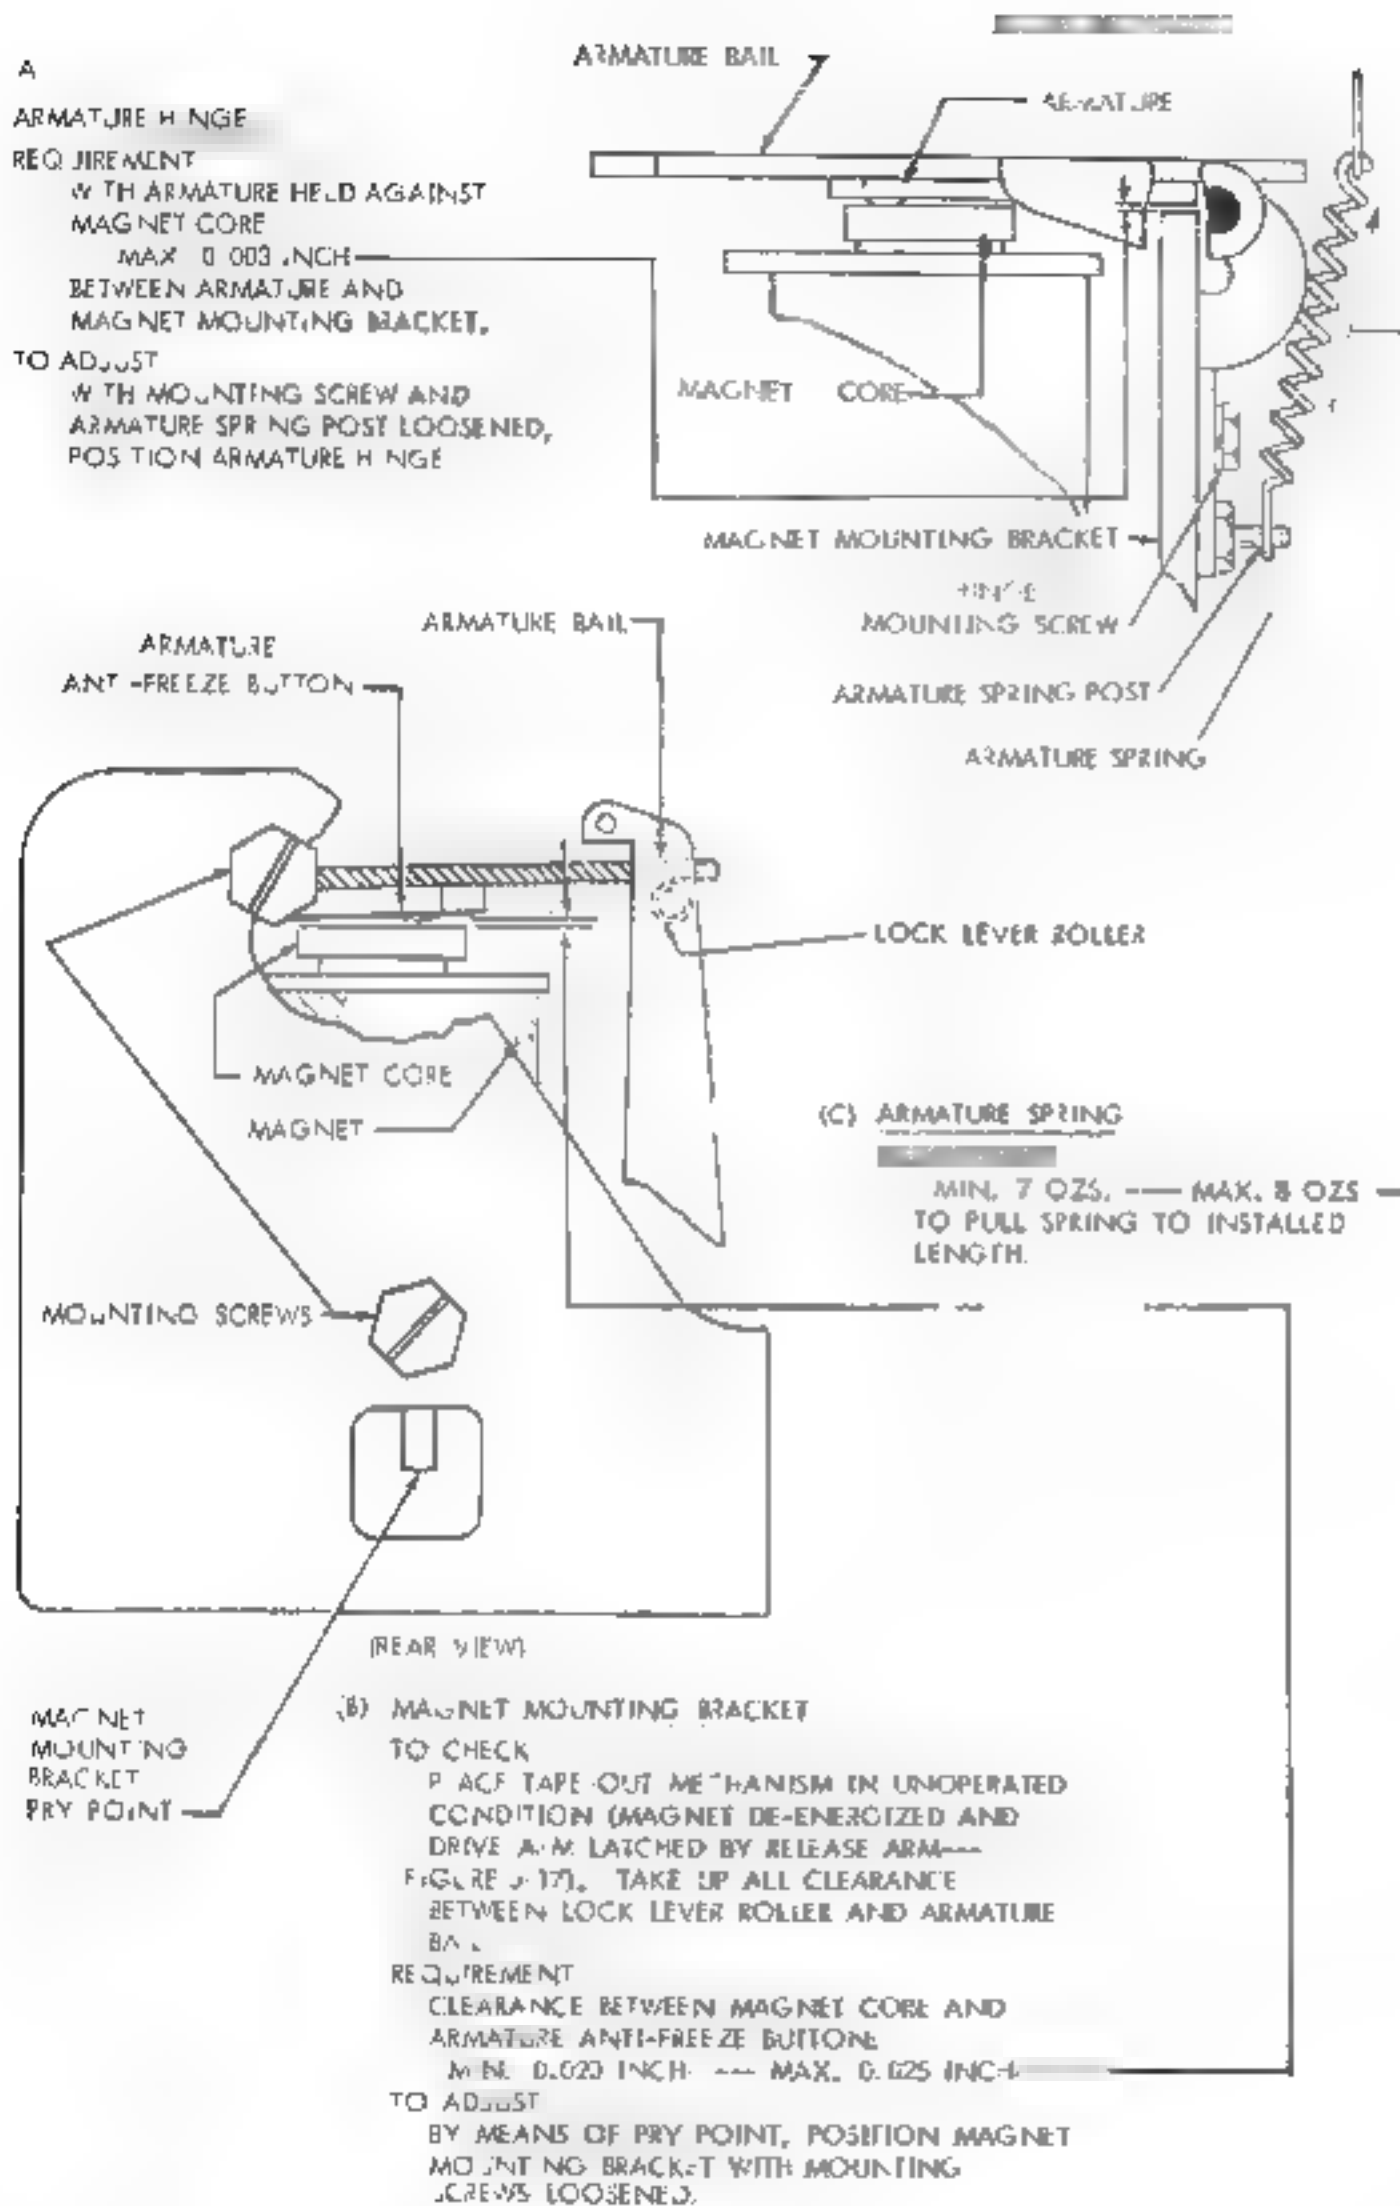 A
ARMATURE HINGE
REQUIREMENT
WITH ARMATURE HELD AGAINST
MAGNET CORE
MAX 0.003 INCH
BETWEEN ARMATURE AND
MAGNET MOUNTING BRACKET.
TO ADJUST
WITH MOUNTING SCREW AND
ARMATURE SPRING POST LOOSENED,
POSITION ARMATURE HINGE
ARMATURE BAIL
ARMATURE
MAGNET CORE
MAGNET MOUNTING BRACKET
HINGE
MOUNTING SCREW
ARMATURE SPRING POST
ARMATURE SPRING
ARMATURE
ANTI-FREEZE BUTTON
ARMATURE BAIL
LOCK LEVER ROLLER
MAGNET CORE
MAGNET
(C) ARMATURE SPRING
MIN. 7 OZS. --- MAX. 8 OZS
TO PULL SPRING TO INSTALLED
LENGTH.
MOUNTING SCREWS
(REAR VIEW)
MAGNET
MOUNTING
BRACKET
PRY POINT
(B) MAGNET MOUNTING BRACKET
TO CHECK
PLACE TAPE-OUT MECHANISM IN UNOPERATED
CONDITION (MAGNET DE-ENERGIZED AND
DRIVE ARM LATCHED BY RELEASE ARM---
FIGURE TAKE UP ALL CLEARANCE
BETWEEN LOCK LEVER ROLLER AND ARMATURE
BAIL
REQUIREMENT
CLEARANCE BETWEEN MAGNET CORE AND
ARMATURE ANTI-FREEZE BUTTON:
MIN. 0.020 INCH --- MAX. 0.025 INCH
TO ADJUST
BY MEANS OF PRY POINT, POSITION MAGNET
MOUNTING BRACKET WITH MOUNTING
SCREWS LOOSENED.